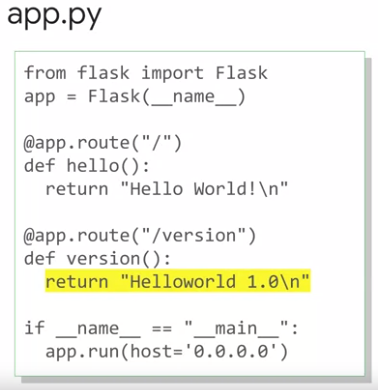 app.py
from flask import Flask
app = Flask(__name__)
@app.route("/")
def hello():
  return "Hello World!\n"
@app.route("/version")
def version():
  return "Helloworld 1.0\n"
if __name__ == "__main__":
  app.run(host='0.0.0.0')